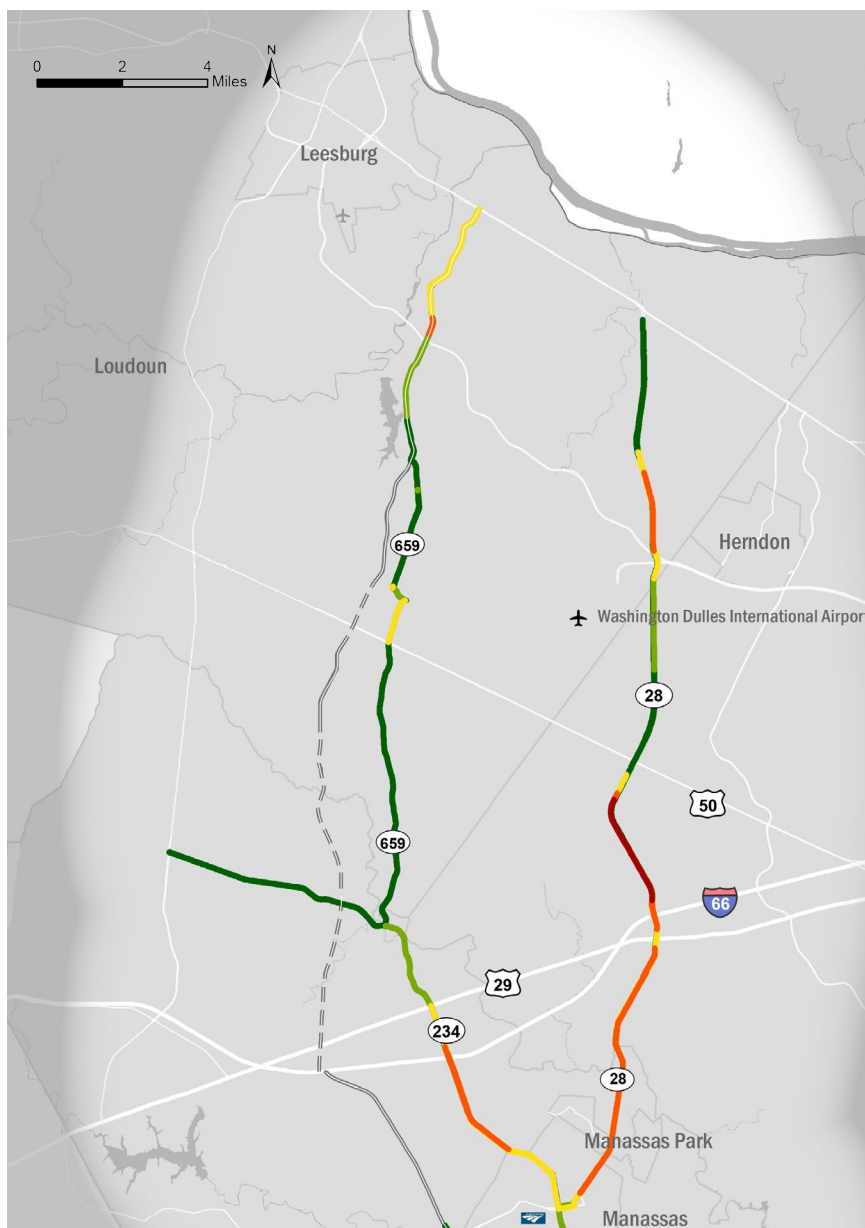 N
0 2 4
Miles
Leesburg
Loudoun
659
Herndon
Washington Dulles International Airpor
28
50
659
66
29
234
28
Manassas Park
Manassas